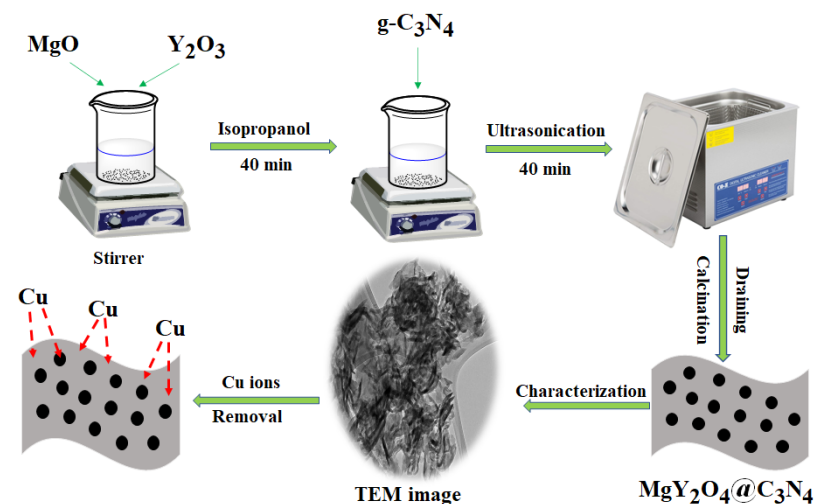 MgO
Y₂O₃
g-C₃N₄
Isopropanol
40 min
Ultrasonication
40 min
Stirrer
Draining
Calcination
Cu
Cu
Cu
Cu ions
Removal
Characterization
TEM image
MgY₂O₄@C₃N₄